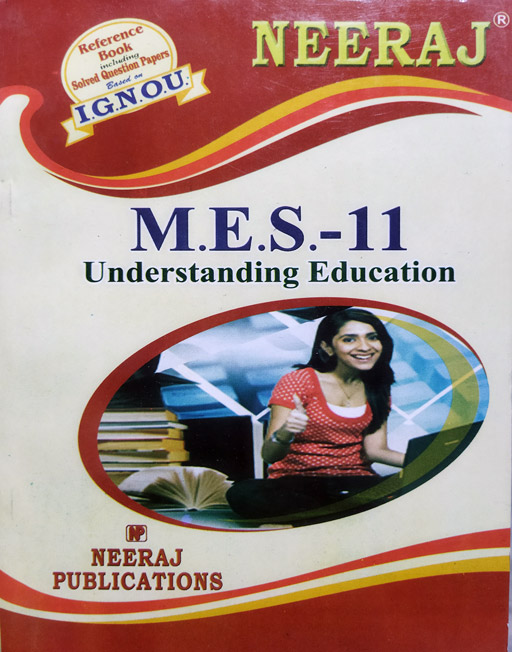 Reference
Book
including
Solved Question Papers
Based on
I.G.N.O.U.
NEERAJ®
M.E.S.-11
Understanding Education
NP
NEERAJ
PUBLICATIONS